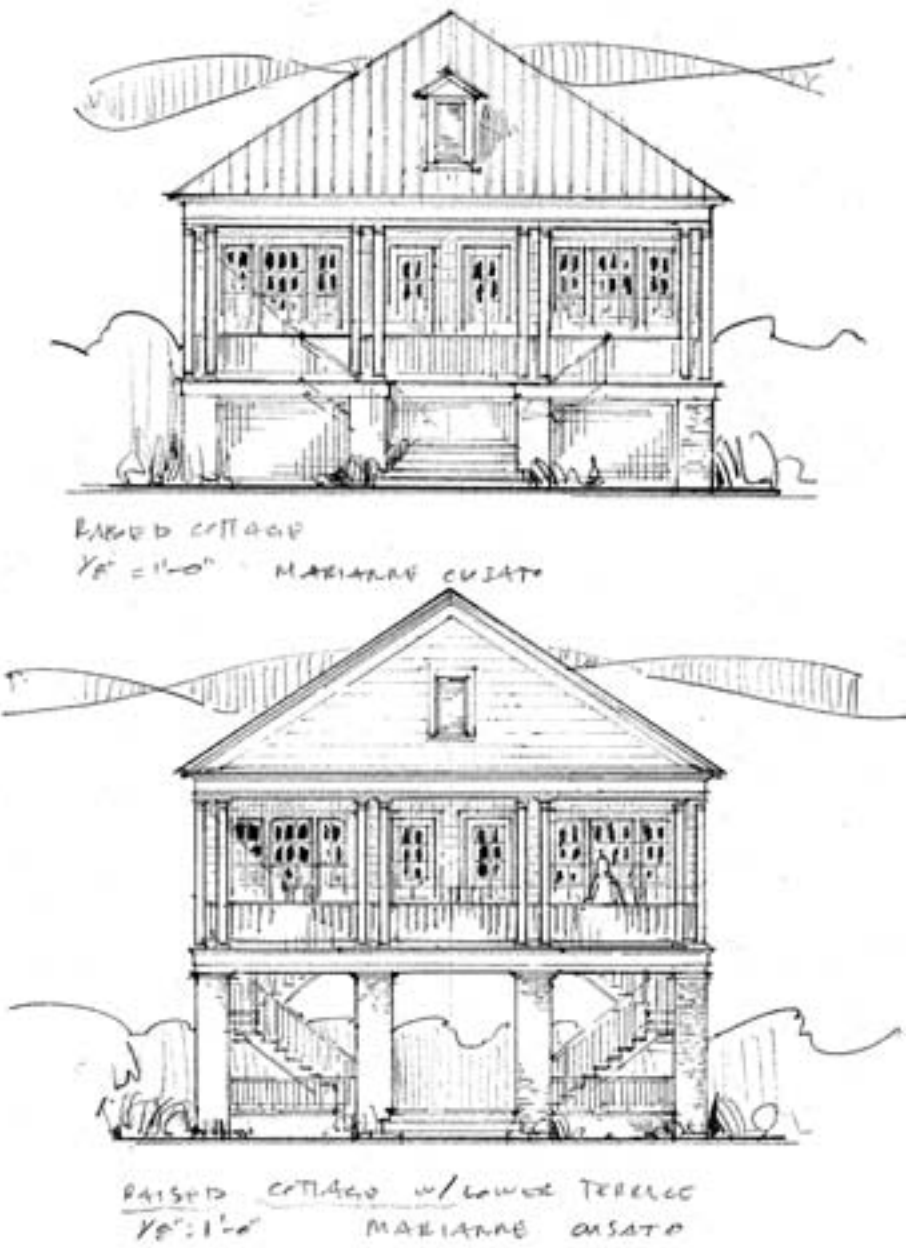 RAISED COTTAGE
1/8" = 1'-0" MARIANNE CUSATO
RAISED COTTAGE W/ LOWER TERRACE
1/8" = 1'-0" MARIANNE CUSATO